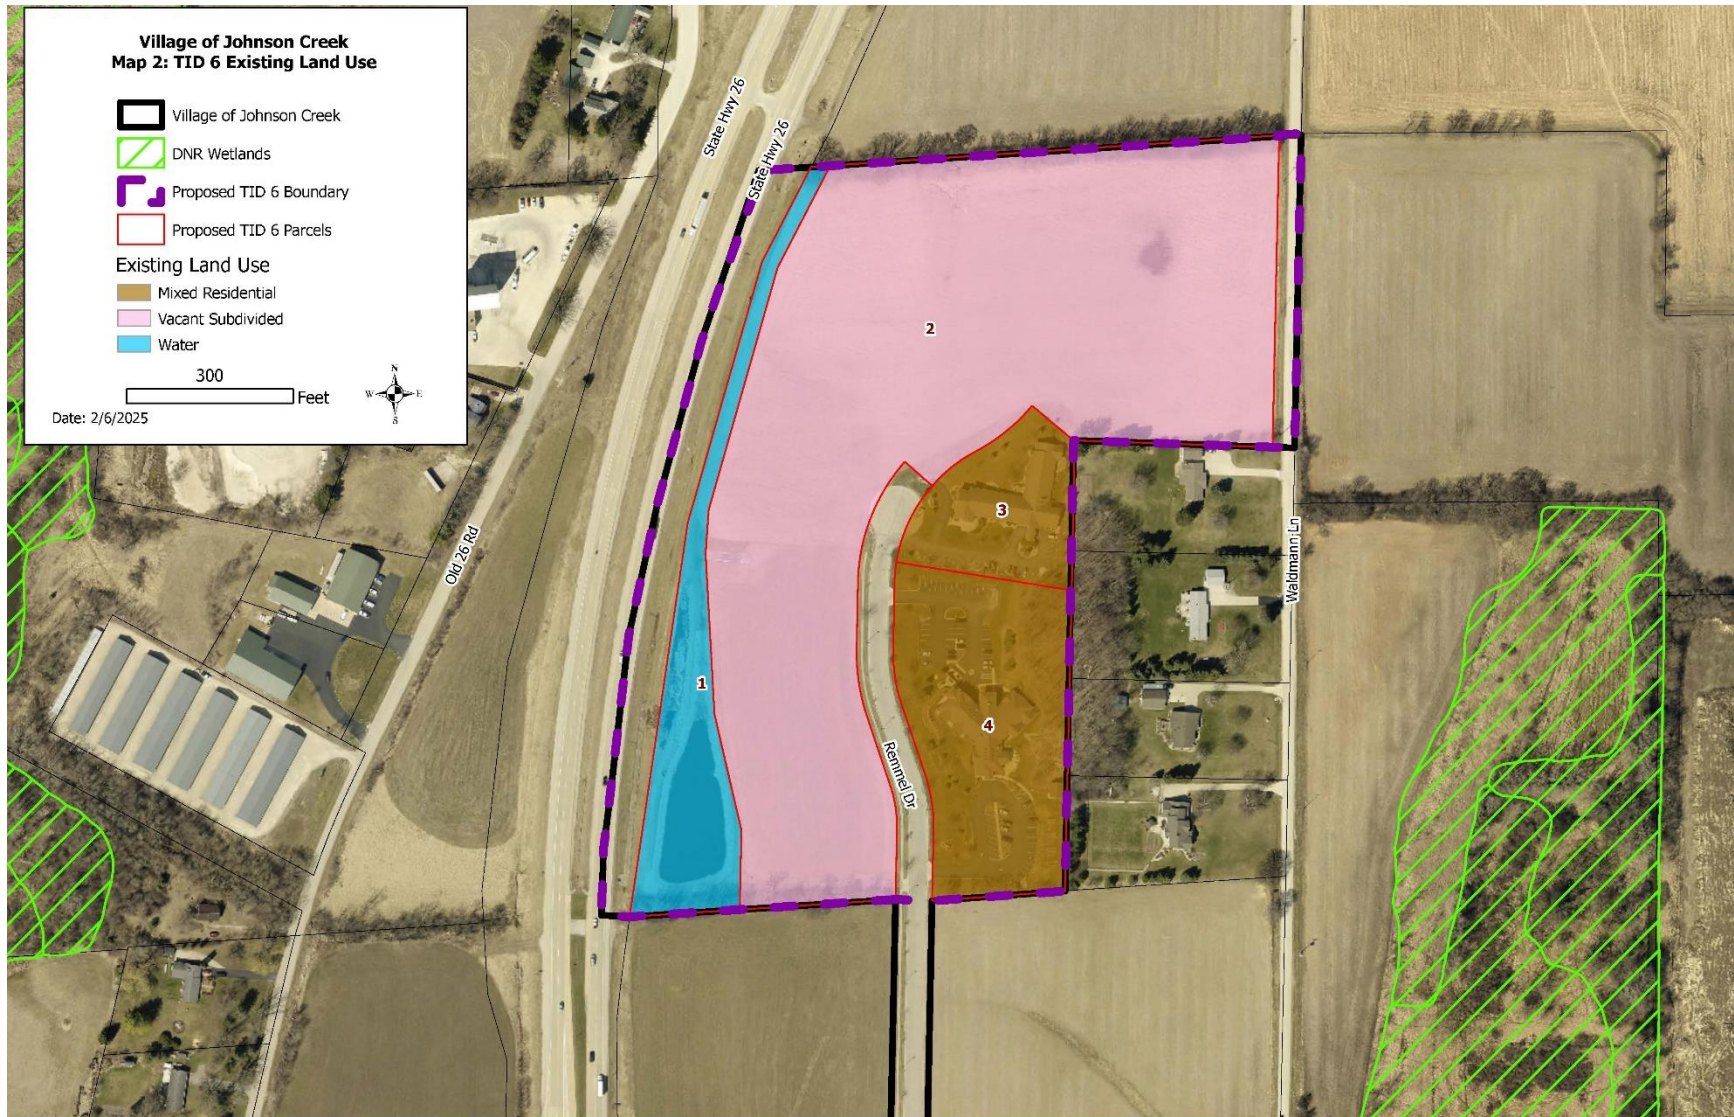 Village of Johnson Creek
Map 2: TID 6 Existing Land Use
Village of Johnson Creek
DNR Wetlands
Proposed TID 6 Boundary
Proposed TID 6 Parcels
Existing Land Use
Mixed Residential
Vacant Subdivided
Water
300
Feet
N
W
E
S
Date: 2/6/2025
State Hwy 26
State Hwy 26
2
3
Old 26 Rd
Waldmann Ln
1
4
Remmel Dr